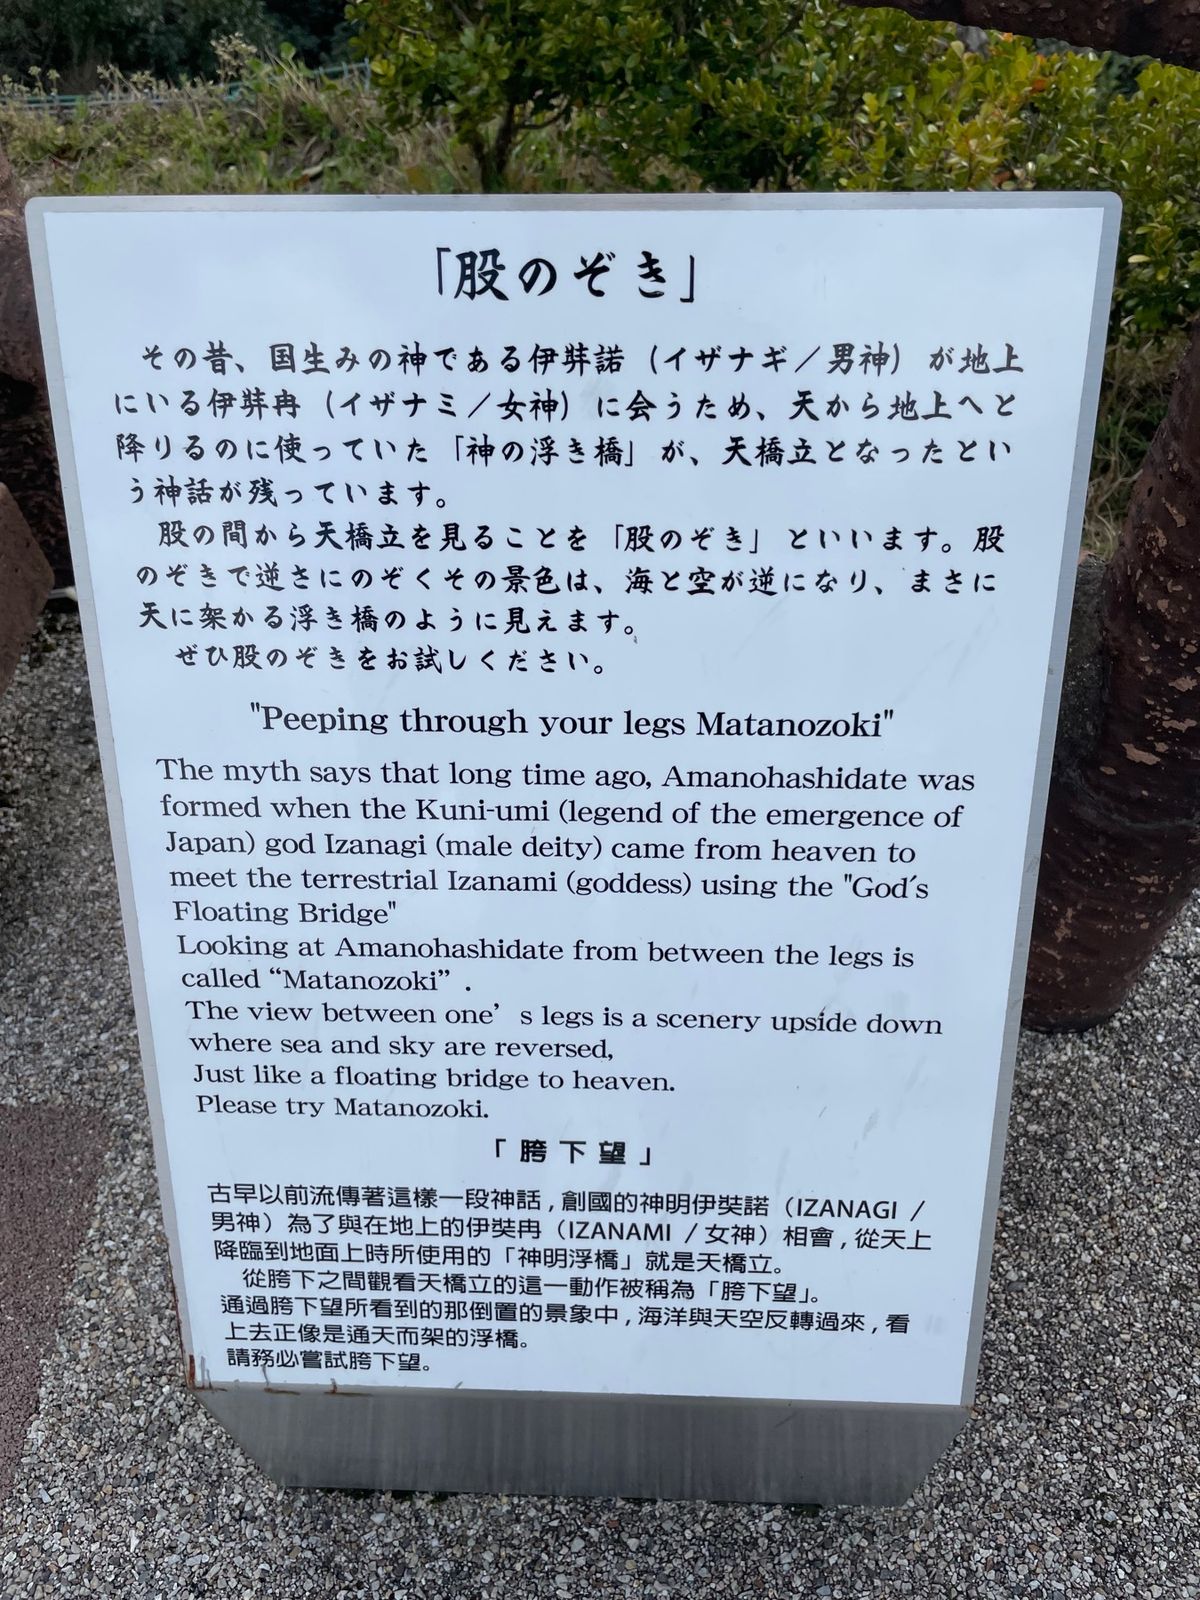 「股のぞき」
その昔、国生みの神である伊弉諾（イザナギ／男神）が地上
にいる伊弉冉（イザナミ／女神）に会うため、天から地上へと
降りるのに使っていた「神の浮き橋」が、天橋立となったとい
う神話が残っています。
股の間から天橋立を見ることを「股のぞき」といいます。股
のぞきで逆さにのぞくその景色は、海と空が逆になり、まさに
天に架かる浮き橋のように見えます。
ぜひ股のぞきをお試しください。
"Peeping through your legs Matanozoki"
The myth says that long time ago, Amanohashidate was
formed when the Kuni-umi (legend of the emergence of
Japan) god Izanagi (male deity) came from heaven to
meet the terrestrial Izanami (goddess) using the "God's
Floating Bridge"
Looking at Amanohashidate from between the legs is
called “Matanozoki” .
The view between one’ s legs is a scenery upside down
where sea and sky are reversed,
Just like a floating bridge to heaven.
Please try Matanozoki.
「胯下望」
古早以前流傳著這樣一段神話，創國的神明伊裝諾（IZANAGI /
男神）為了與在地上的伊裝冉（IZANAMI / 女神）相會，從天上
降臨到地面上時所使用的「神明浮橋」就是天橋立。
從胯下之間觀看天橋立的這一動作被稱為「胯下望」。
通過胯下望所看到的那倒置的景象中，海洋與天空反轉過來，看
上去正像是通天而架的浮橋。
請務必嘗試胯下望。